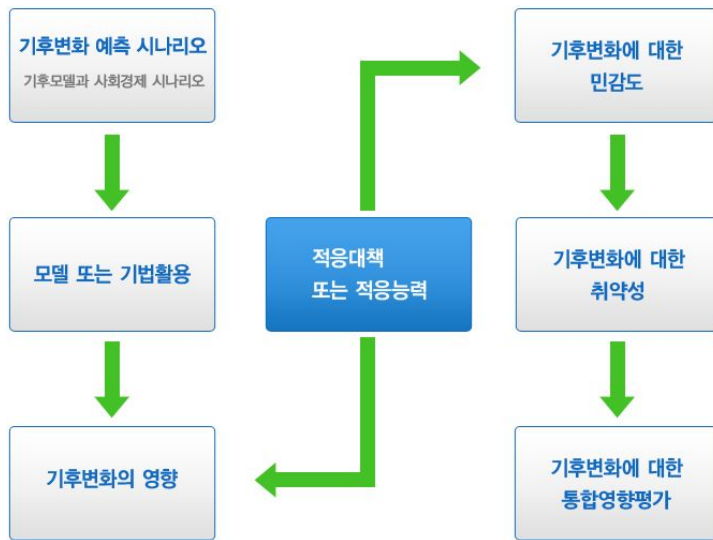 기후변화 예측 시나리오
기후모델과 사회경제 시나리오
모델 또는 기법활용
기후변화의 영향
적응대책
또는 적응능력
기후변화에 대한
민감도
기후변화에 대한
취약성
기후변화에 대한
통합영향평가